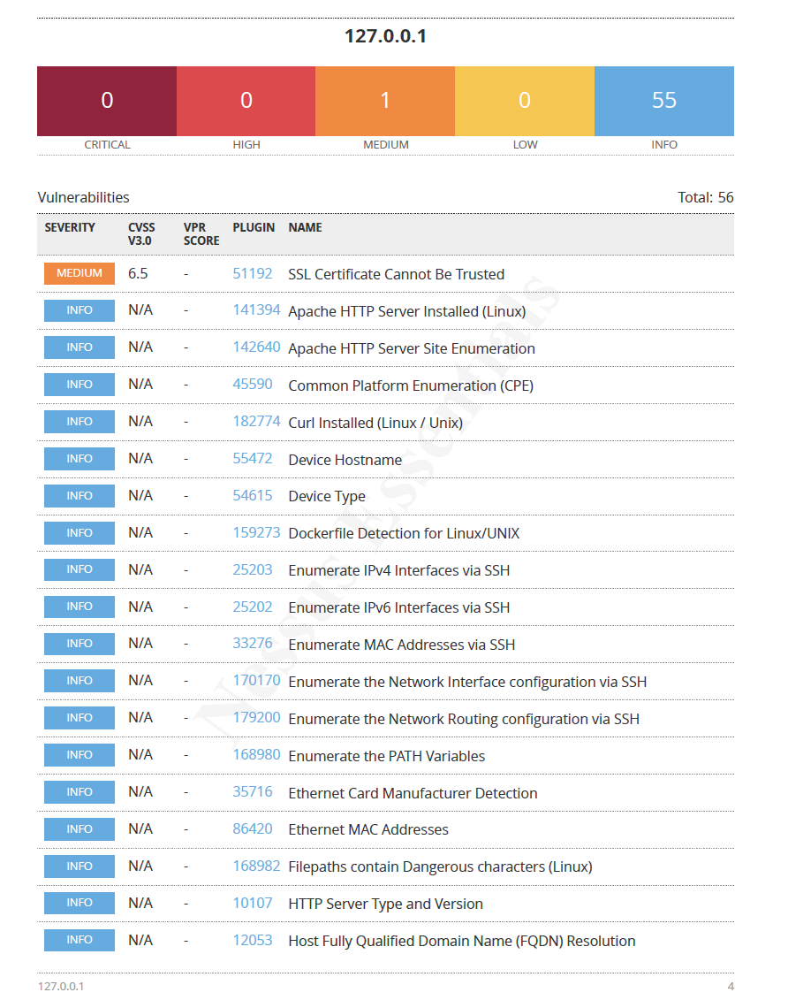 127.0.0.1
0 0 1 0 55
CRITICAL HIGH MEDIUM LOW INFO
Vulnerabilities Total: 56
SEVERITY CVSS V3.0 VPR SCORE PLUGIN NAME
MEDIUM 6.5 - 51192 SSL Certificate Cannot Be Trusted
INFO N/A - 141394 Apache HTTP Server Installed (Linux)
INFO N/A - 142640 Apache HTTP Server Site Enumeration
INFO N/A - 45590 Common Platform Enumeration (CPE)
INFO N/A - 182774 Curl Installed (Linux / Unix)
INFO N/A - 55472 Device Hostname
INFO N/A - 54615 Device Type
INFO N/A - 159273 Dockerfile Detection for Linux/UNIX
INFO N/A - 25203 Enumerate IPv4 Interfaces via SSH
INFO N/A - 25202 Enumerate IPv6 Interfaces via SSH
INFO N/A - 33276 Enumerate MAC Addresses via SSH
INFO N/A - 170170 Enumerate the Network Interface configuration via SSH
INFO N/A - 179200 Enumerate the Network Routing configuration via SSH
INFO N/A - 168980 Enumerate the PATH Variables
INFO N/A - 35716 Ethernet Card Manufacturer Detection
INFO N/A - 86420 Ethernet MAC Addresses
INFO N/A - 168982 Filepaths contain Dangerous characters (Linux)
INFO N/A - 10107 HTTP Server Type and Version
INFO N/A - 12053 Host Fully Qualified Domain Name (FQDN) Resolution
Nessus Essentials
127.0.0.1 4